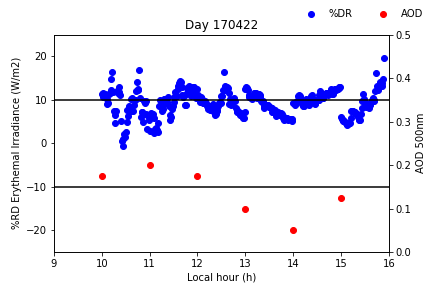 %DR AOD
Day 170422
%RD Erythermal Irradiance (W/m2)
20
10
0
−10
−20
0.5
0.4
0.3
0.2
0.1
0.0
AOD 500nm
9 10 11 12 13 14 15 16
Local hour (h)